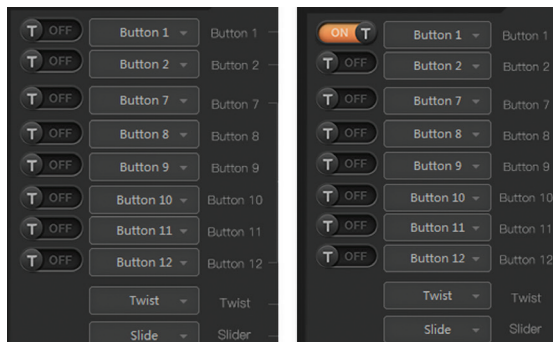 T OFF Button 1 Button 1
T OFF Button 2 Button 2
T OFF Button 7 Button 7
T OFF Button 8 Button 8
T OFF Button 9 Button 9
T OFF Button 10 Button 10
T OFF Button 11 Button 11
T OFF Button 12 Button 12
Twist Twist
Slide Slider
ON T Button 1 Button 1
T OFF Button 2 Button 2
T OFF Button 7 Button 7
T OFF Button 8 Button 8
T OFF Button 9 Button 9
T OFF Button 10 Button 10
T OFF Button 11 Button 11
T OFF Button 12 Button 12
Twist Twist
Slide Slider